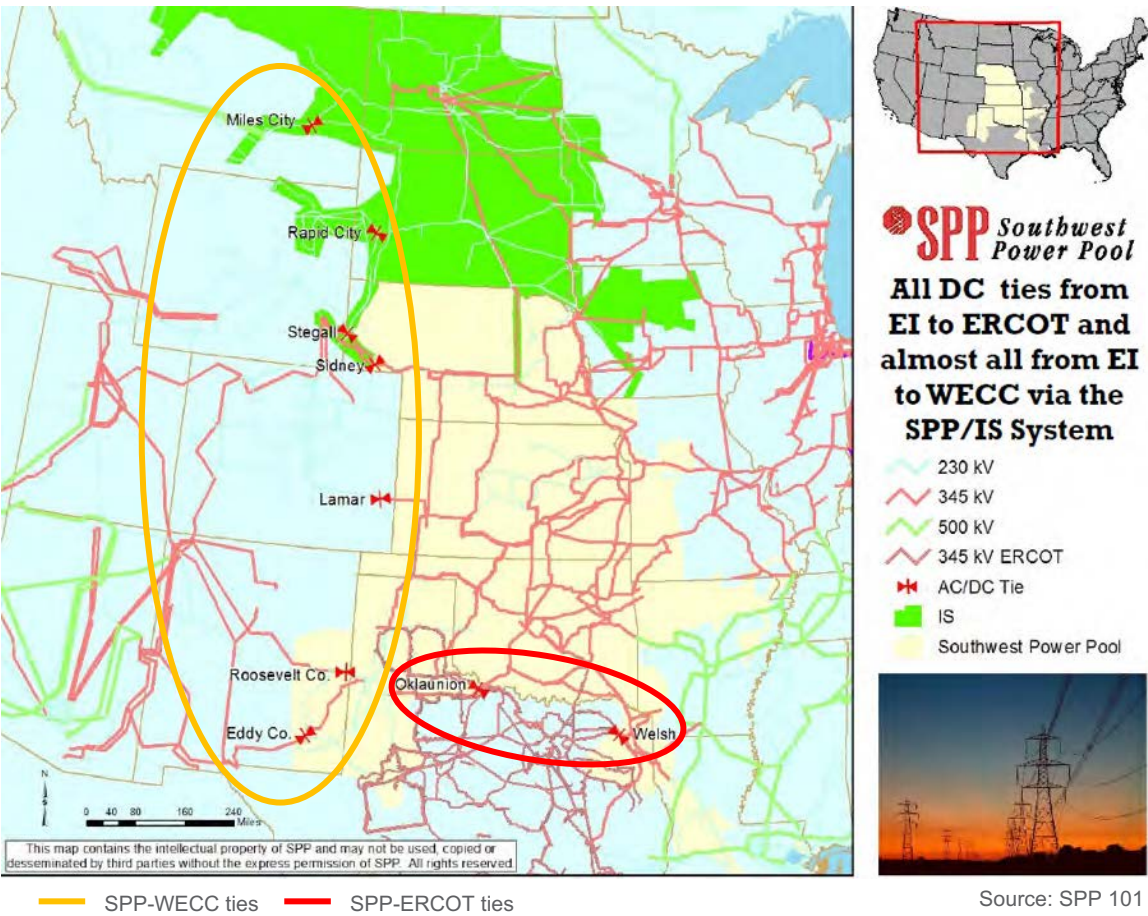 Miles City
Rapid City
Stegall
Sidney
Lamar
Roosevelt Co.
Eddy Co.
Oklaunion
Welsh
N
S
0 40 80 160 240
Miles
This map contains the intellectual property of SPP and may not be used, copied or
desseminated by third parties without the express permission of SPP. All rights reserved.
SPP Southwest
Power Pool
All DC ties from
EI to ERCOT and
almost all from EI
to WECC via the
SPP/IS System
230 kV
345 kV
500 kV
345 kV ERCOT
AC/DC Tie
IS
Southwest Power Pool
SPP-WECC ties SPP-ERCOT ties
Source: SPP 101